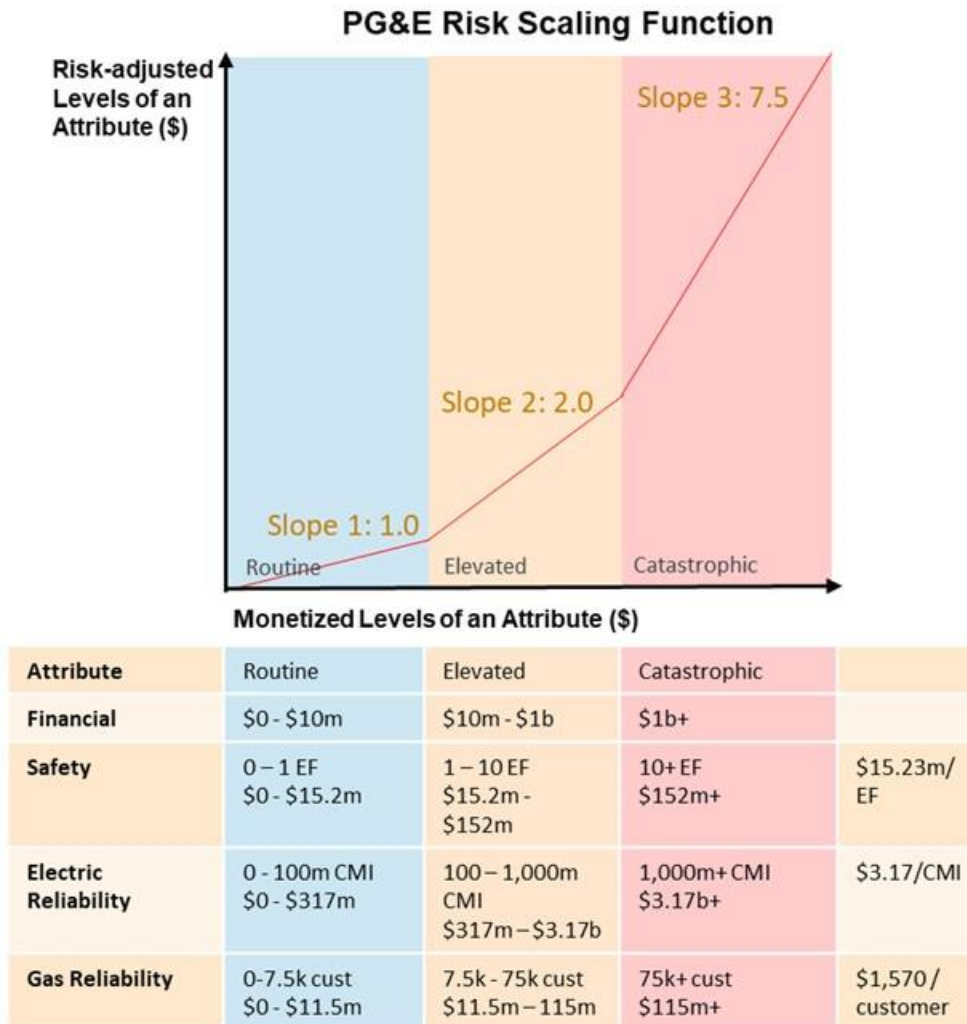 PG&E Risk Scaling Function
Risk-adjusted
Levels of an
Attribute ($)
Slope 3: 7.5
Slope 2: 2.0
Slope 1: 1.0
Routine
Elevated
Catastrophic
Monetized Levels of an Attribute ($)
Attribute
Routine
Elevated
Catastrophic
Financial
$0 - $10m
$10m - $1b
$1b+
Safety
0 – 1 EF
$0 - $15.2m
1 – 10 EF
$15.2m -
$152m
10+ EF
$152m+
$15.23m/
EF
Electric
Reliability
0 - 100m CMI
$0 - $317m
100 – 1,000m
CMI
$317m – $3.17b
1,000m+ CMI
$3.17b+
$3.17/CMI
Gas Reliability
0-7.5k cust
$0 - $11.5m
7.5k - 75k cust
$11.5m – 115m
75k+ cust
$115m+
$1,570 /
customer